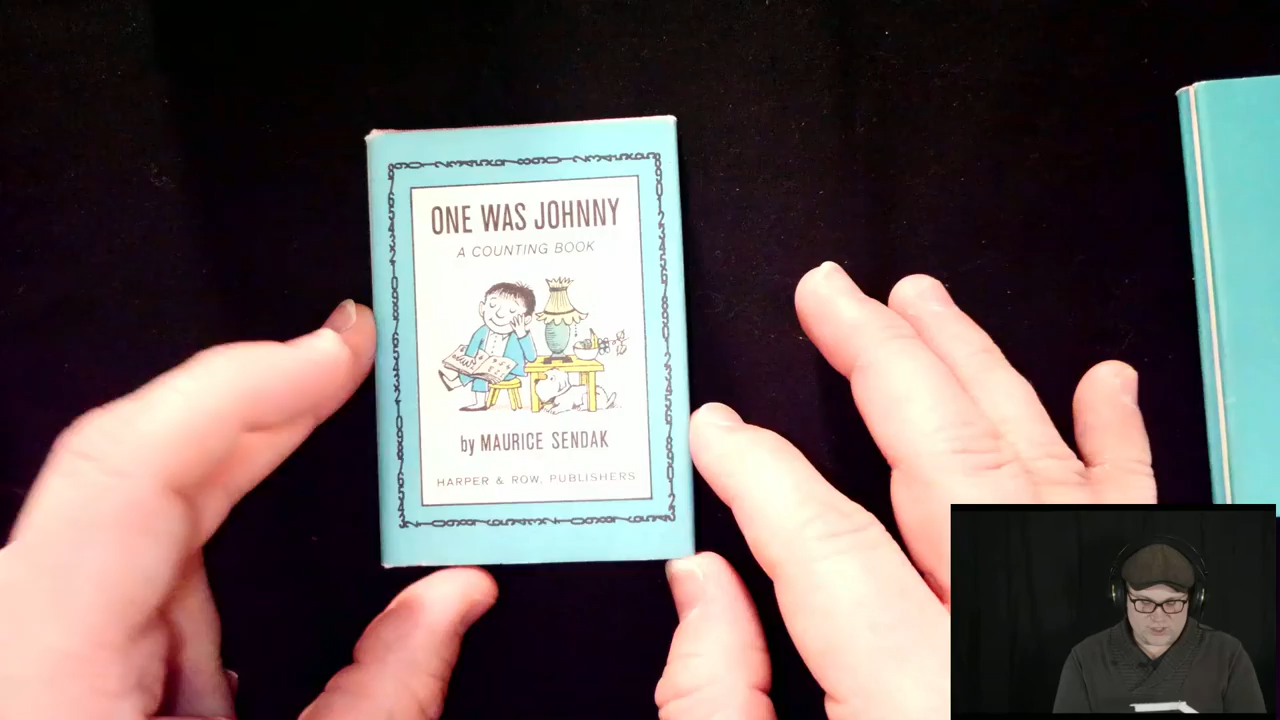 ONE WAS JOHNNY
A COUNTING BOOK
by MAURICE SENDAK
HARPER & ROW, PUBLISHERS